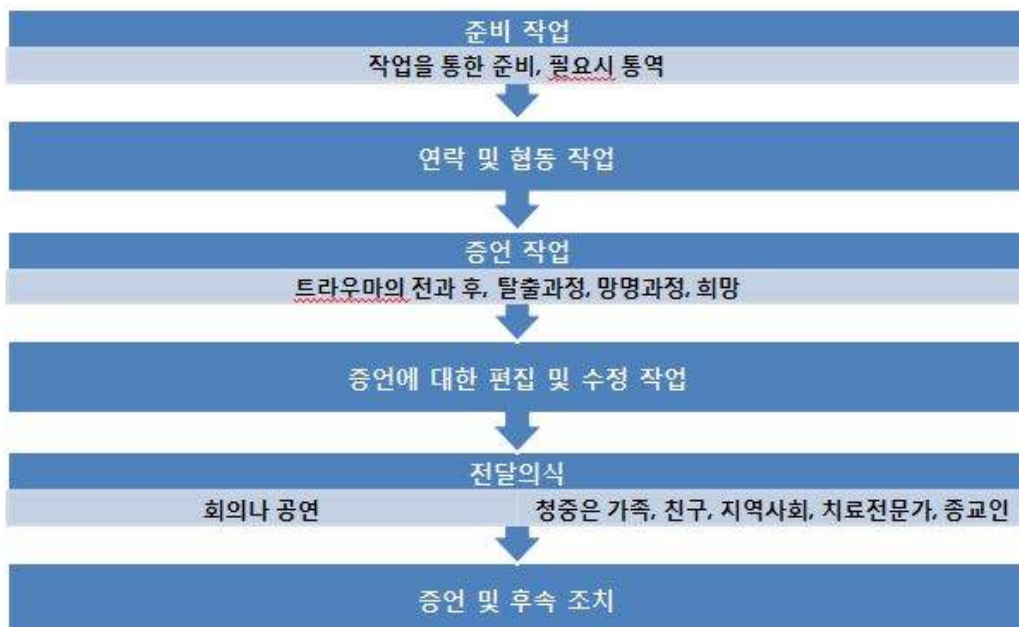 준비 작업
작업을 통한 준비, 필요시 통역
연락 및 협동 작업
증언 작업
트라우마의 전과 후, 탈출과정, 망명과정, 희망
증언에 대한 편집 및 수정 작업
전달의식
회의나 공연 청중은 가족, 친구, 지역사회, 치료전문가, 종교인
증언 및 후속 조치